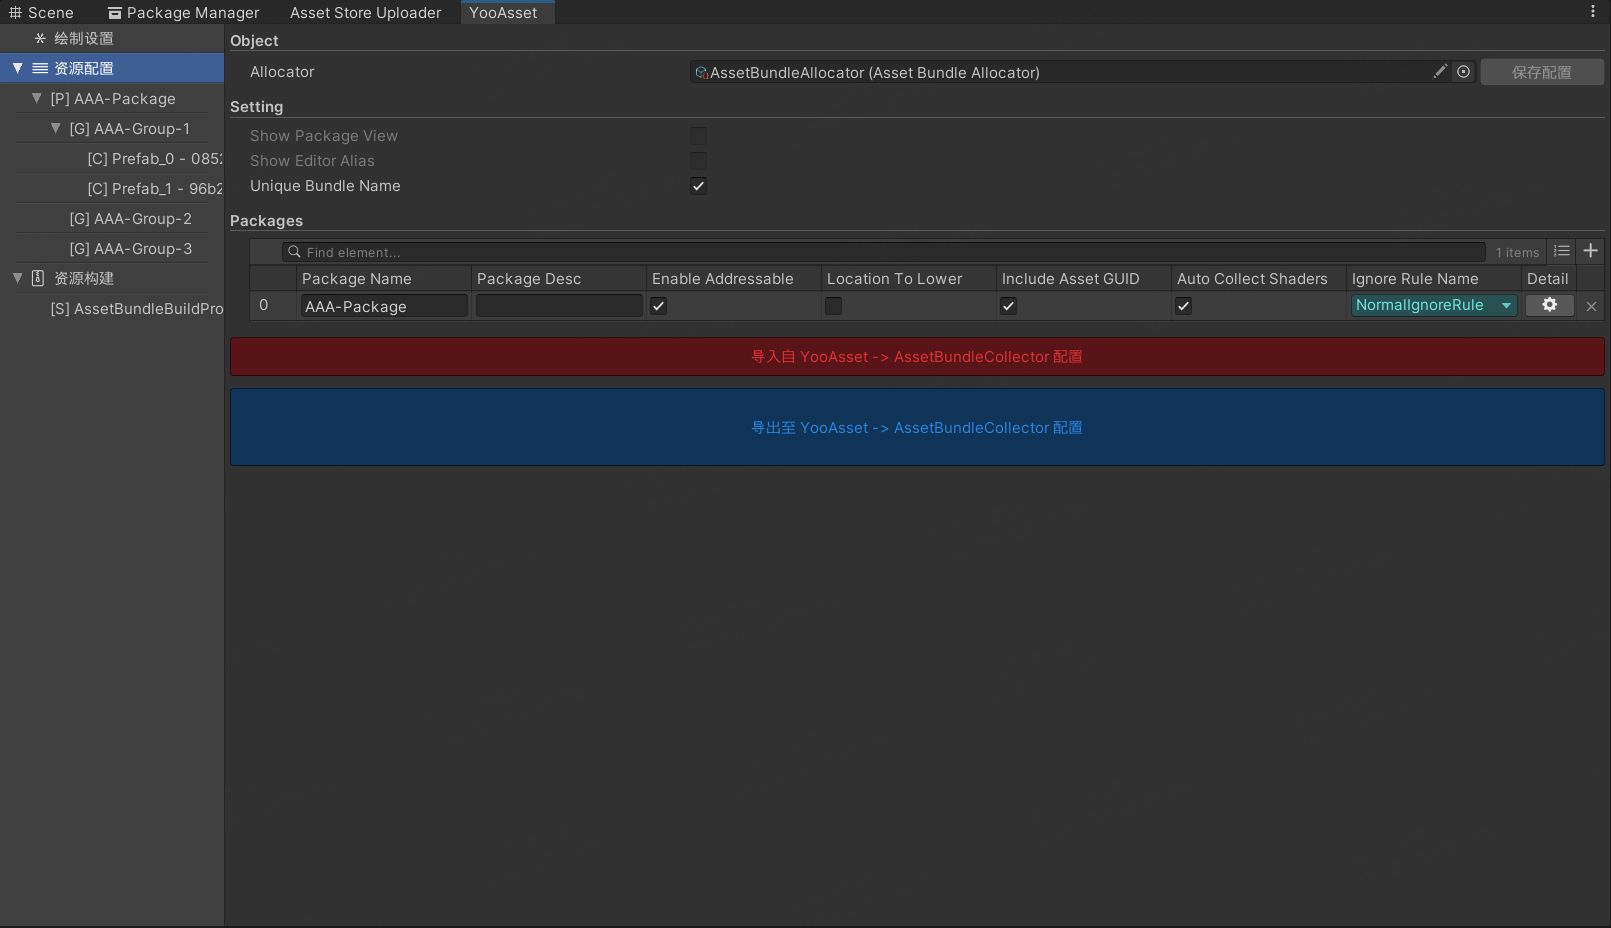 Scene Package Manager Asset Store Uploader YooAsset
绘制设置
资源配置
[P] AAA-Package
[G] AAA-Group-1
[C] Prefab_0 - 0852
[C] Prefab_1 - 96b2
[G] AAA-Group-2
[G] AAA-Group-3
资源构建
[S] AssetBundleBuildPro
Object
Allocator AssetBundleAllocator (Asset Bundle Allocator) 保存配置
Setting
Show Package View
Show Editor Alias
Unique Bundle Name
Packages
Find element... 1 items
Package Name Package Desc Enable Addressable Location To Lower Include Asset GUID Auto Collect Shaders Ignore Rule Name Detail
0 AAA-Package NormalIgnoreRule
导入自 YooAsset -> AssetBundleCollector 配置
导出至 YooAsset -> AssetBundleCollector 配置